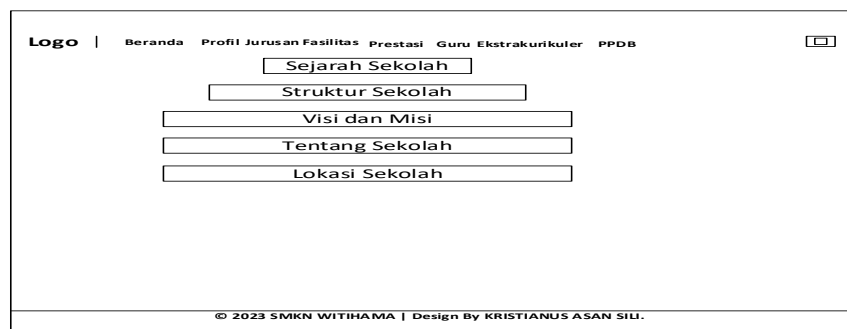 Logo | Beranda Profil Jurusan Fasilitas Prestasi Guru Ekstrakurikuler PPDB
Sejarah Sekolah
Struktur Sekolah
Visi dan Misi
Tentang Sekolah
Lokasi Sekolah
© 2023 SMKN WITIHAMA | Design By KRISTIANUS ASAN SILI.